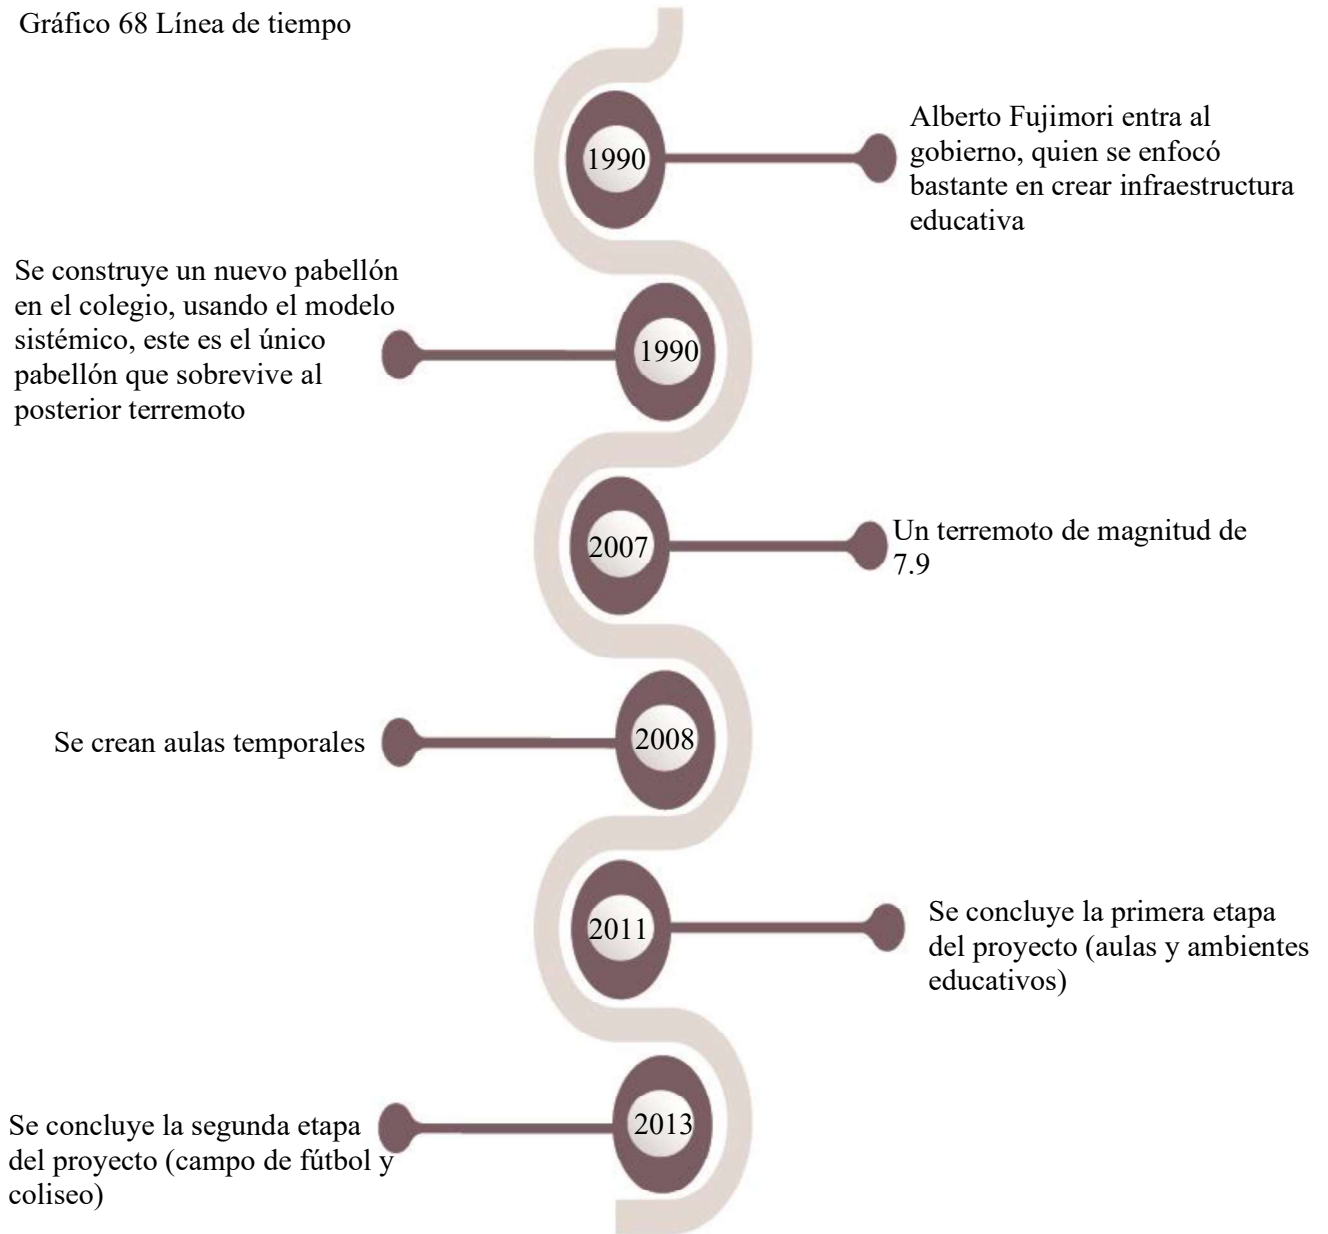 Gráfico 68 Línea de tiempo
1990
Alberto Fujimori entra al
gobierno, quien se enfocó
bastante en crear infraestructura
educativa
Se construye un nuevo pabellón
en el colegio, usando el modelo
sistémico, este es el único
pabellón que sobrevive al
posterior terremoto
1990
2007
Un terremoto de magnitud de
7.9
Se crean aulas temporales
2008
2011
Se concluye la primera etapa
del proyecto (aulas y ambientes
educativos)
Se concluye la segunda etapa
del proyecto (campo de fútbol y
coliseo)
2013